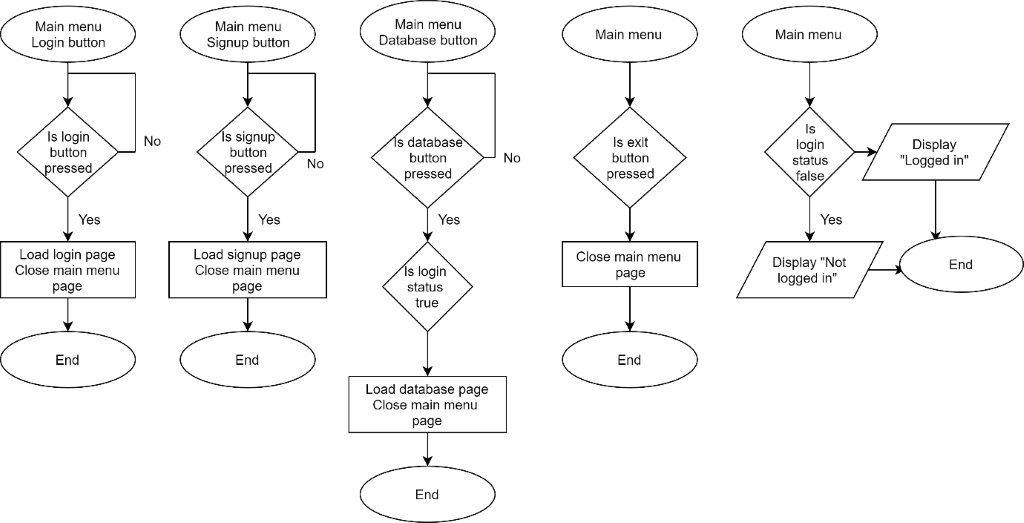 Main menu
Login button
Is login
button
pressed
No
Yes
Load login page
Close main menu
page
End
Main menu
Signup button
Is signup
button
pressed
No
Yes
Load signup page
Close main menu
page
End
Main menu
Database button
Is database
button
pressed
No
Yes
Is login
status
true
Load database page
Close main menu
page
End
Main menu
Is exit
button
pressed
Close main menu
page
End
Main menu
Is
login
status
false
Display
"Logged in"
Yes
Display "Not
logged in"
End